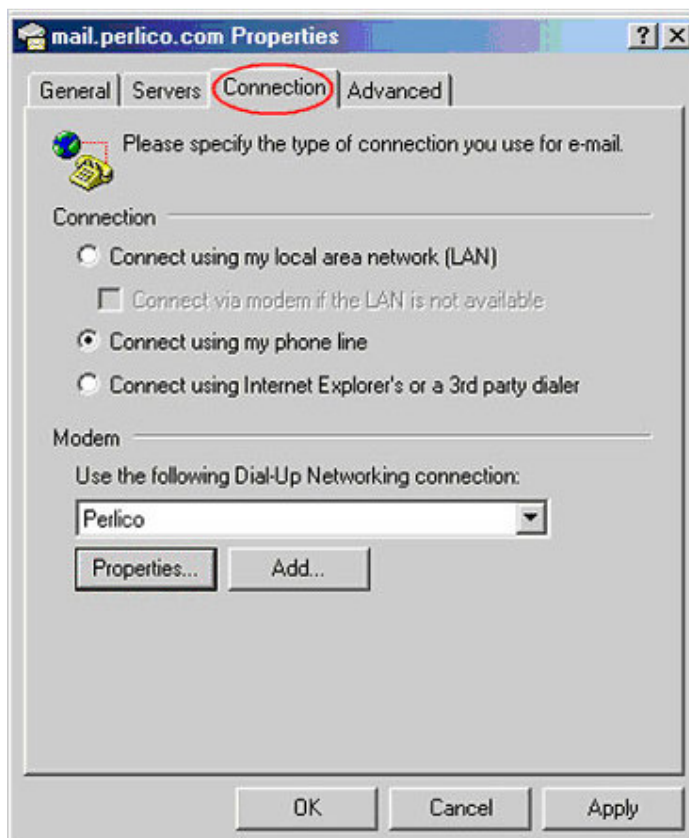 mail.perlico.com Properties
General Servers Connection Advanced
Please specify the type of connection you use for e-mail.
Connection
Connect using my local area network (LAN)
Connect via modem if the LAN is not available
Connect using my phone line
Connect using Internet Explorer's or a 3rd party dialer
Modem
Use the following Dial-Up Networking connection:
Perlico
Properties... Add...
OK Cancel Apply